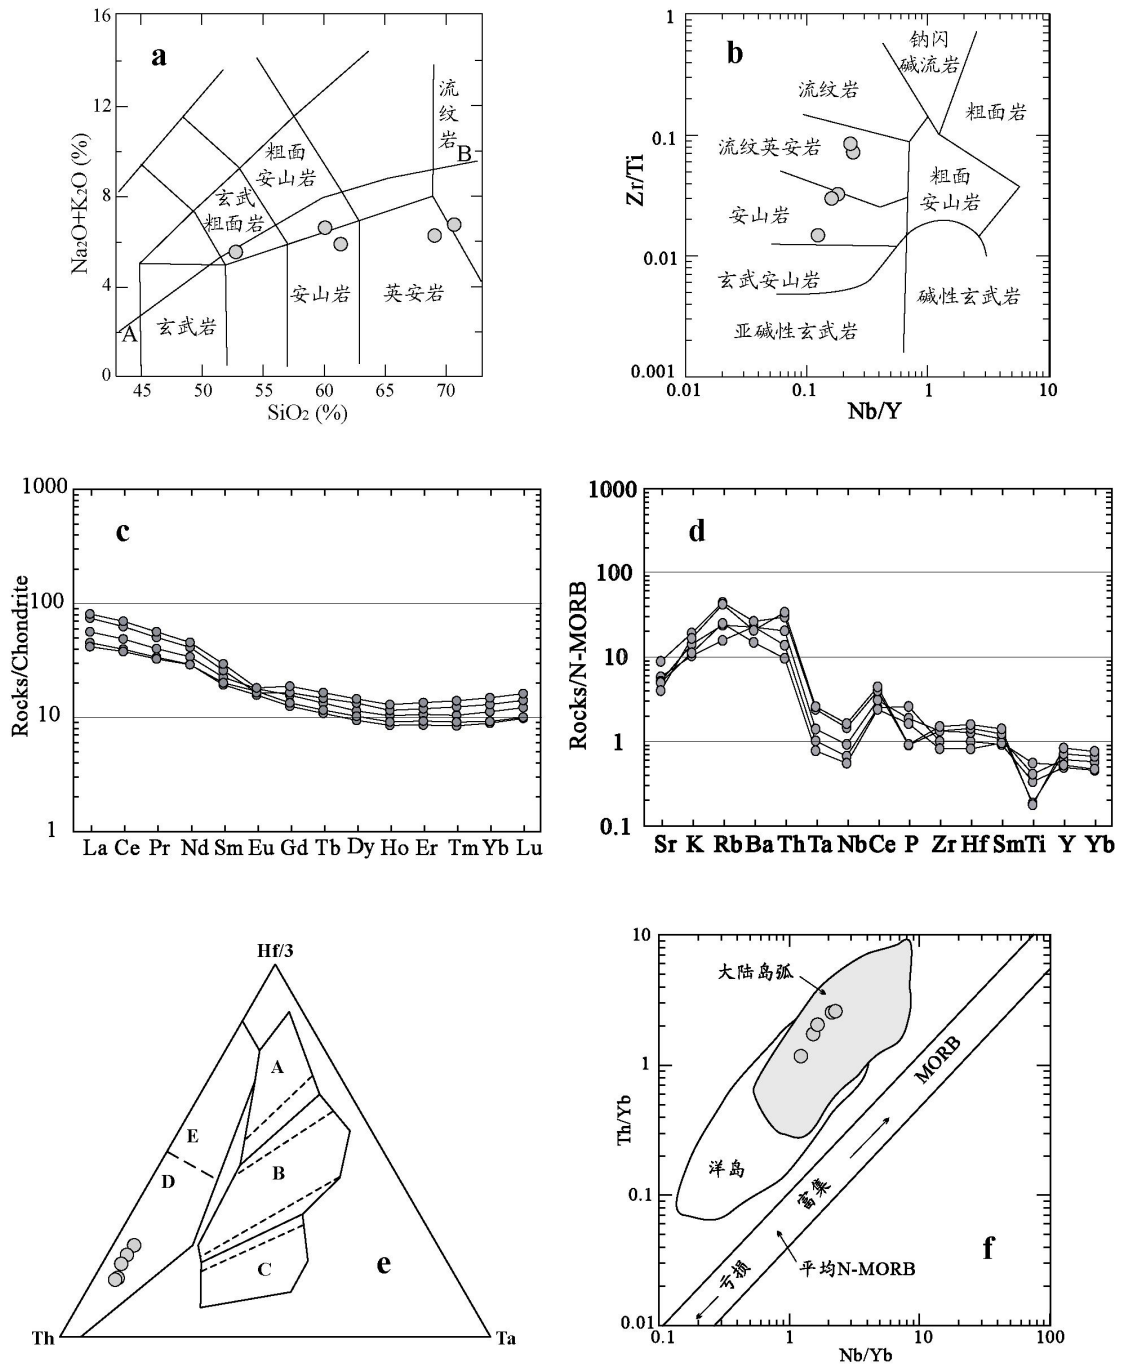 a
16
12
8
4
0
Na₂O+K₂O (%)
45
50
55
60
65
70
SiO₂ (%)
流
纹
岩
B
粗面
安山岩
玄武
粗面岩
安山岩
英安岩
玄武岩
A
b
1
0.1
0.01
0.001
Zr/Ti
0.01
0.1
1
10
Nb/Y
钠闪
碱流岩
流纹岩
粗面岩
流纹英安岩
粗面
安山岩
安山岩
玄武安山岩
碱性玄武岩
亚碱性玄武岩
c
1000
100
10
1
Rocks/Chondrite
La Ce Pr Nd Sm Eu Gd Tb Dy Ho Er Tm Yb Lu
d
1000
100
10
1
0.1
Rocks/N-MORB
Sr K Rb Ba Th Ta Nb Ce P Zr Hf Sm Ti Y Yb
Hf/3
A
E
D
B
C
e
Th
Ta
10
1
0.1
0.01
Th/Yb
大陆岛弧
MORB
洋岛
富集
f
平均N-MORB
亏损
0.1
1
10
100
Nb/Yb